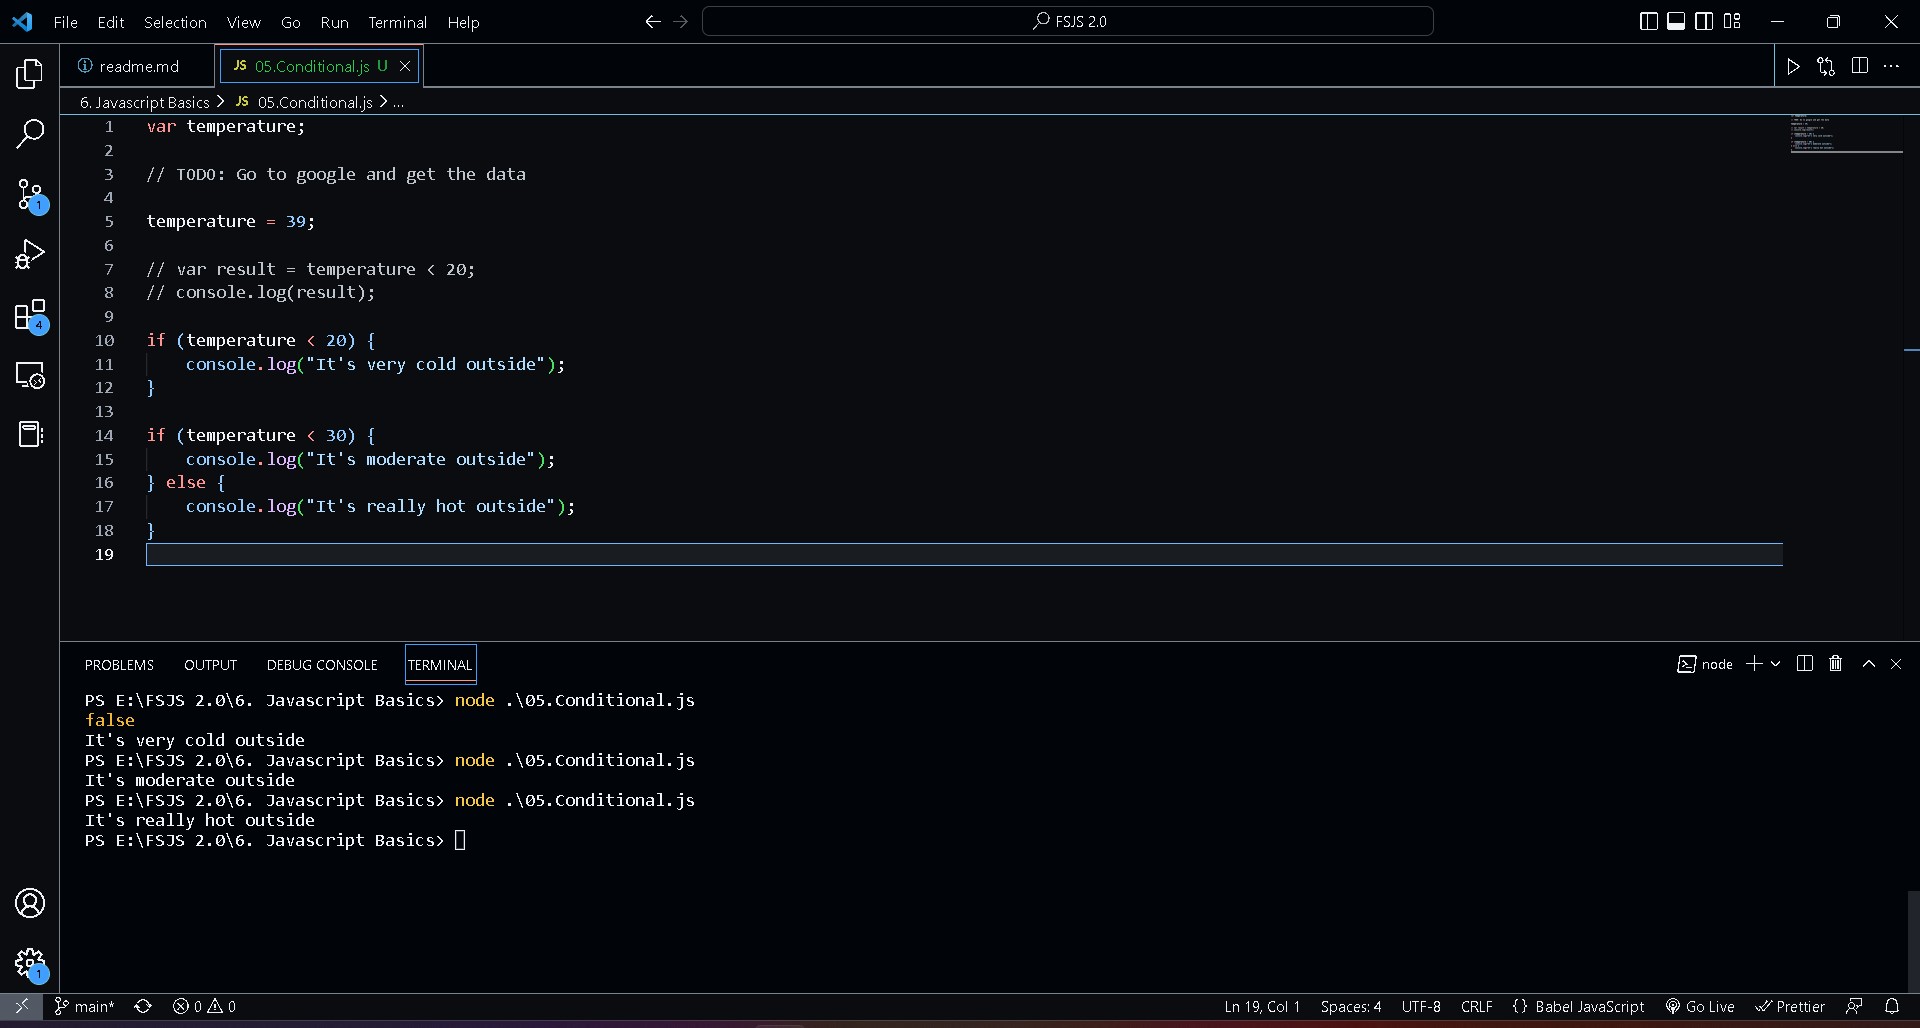 File Edit Selection View Go Run Terminal Help FSJS 2.0
readme.md JS 05.Conditional.js U
6. Javascript Basics > JS 05.Conditional.js > ...
1 var temperature;
2
3 // TODO: Go to google and get the data
4
5 temperature = 39;
6
7 // var result = temperature < 20;
8 // console.log(result);
9
10 if (temperature < 20) {
11 console.log("It's very cold outside");
12 }
13
14 if (temperature < 30) {
15 console.log("It's moderate outside");
16 } else {
17 console.log("It's really hot outside");
18 }
19
1
4
PROBLEMS OUTPUT DEBUG CONSOLE TERMINAL node
PS E:\FSJS 2.0\6. Javascript Basics> node .\05.Conditional.js
false
It's very cold outside
PS E:\FSJS 2.0\6. Javascript Basics> node .\05.Conditional.js
It's moderate outside
PS E:\FSJS 2.0\6. Javascript Basics> node .\05.Conditional.js
It's really hot outside
PS E:\FSJS 2.0\6. Javascript Basics>
1
main* 0 0 Ln 19, Col 1 Spaces: 4 UTF-8 CRLF {} Babel JavaScript Go Live Prettier